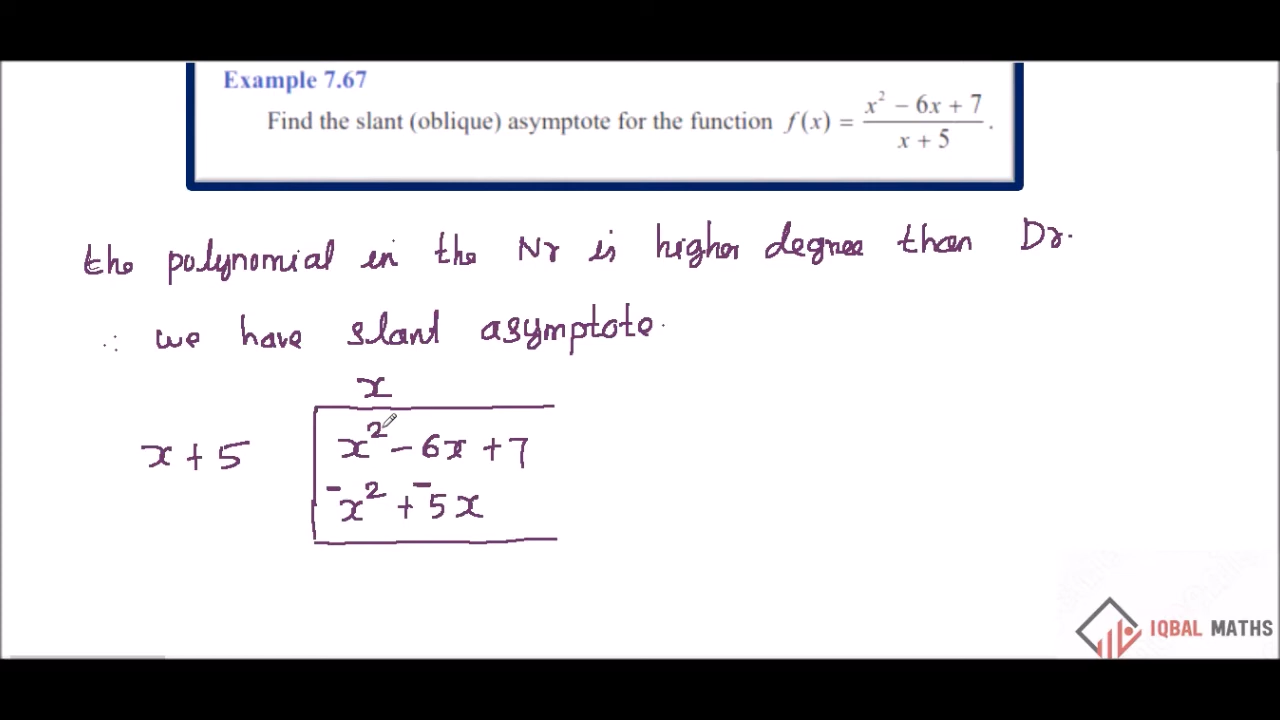 Example 7.67
Find the slant (oblique) asymptote for the function f(x) = (x² − 6x + 7)/(x + 5).
the polynomial in the Nr is higher degree than Dr.
∴ we have slant asymptote.
x
x + 5 x² − 6x + 7
− x² + − 5x
IQBAL MATHS